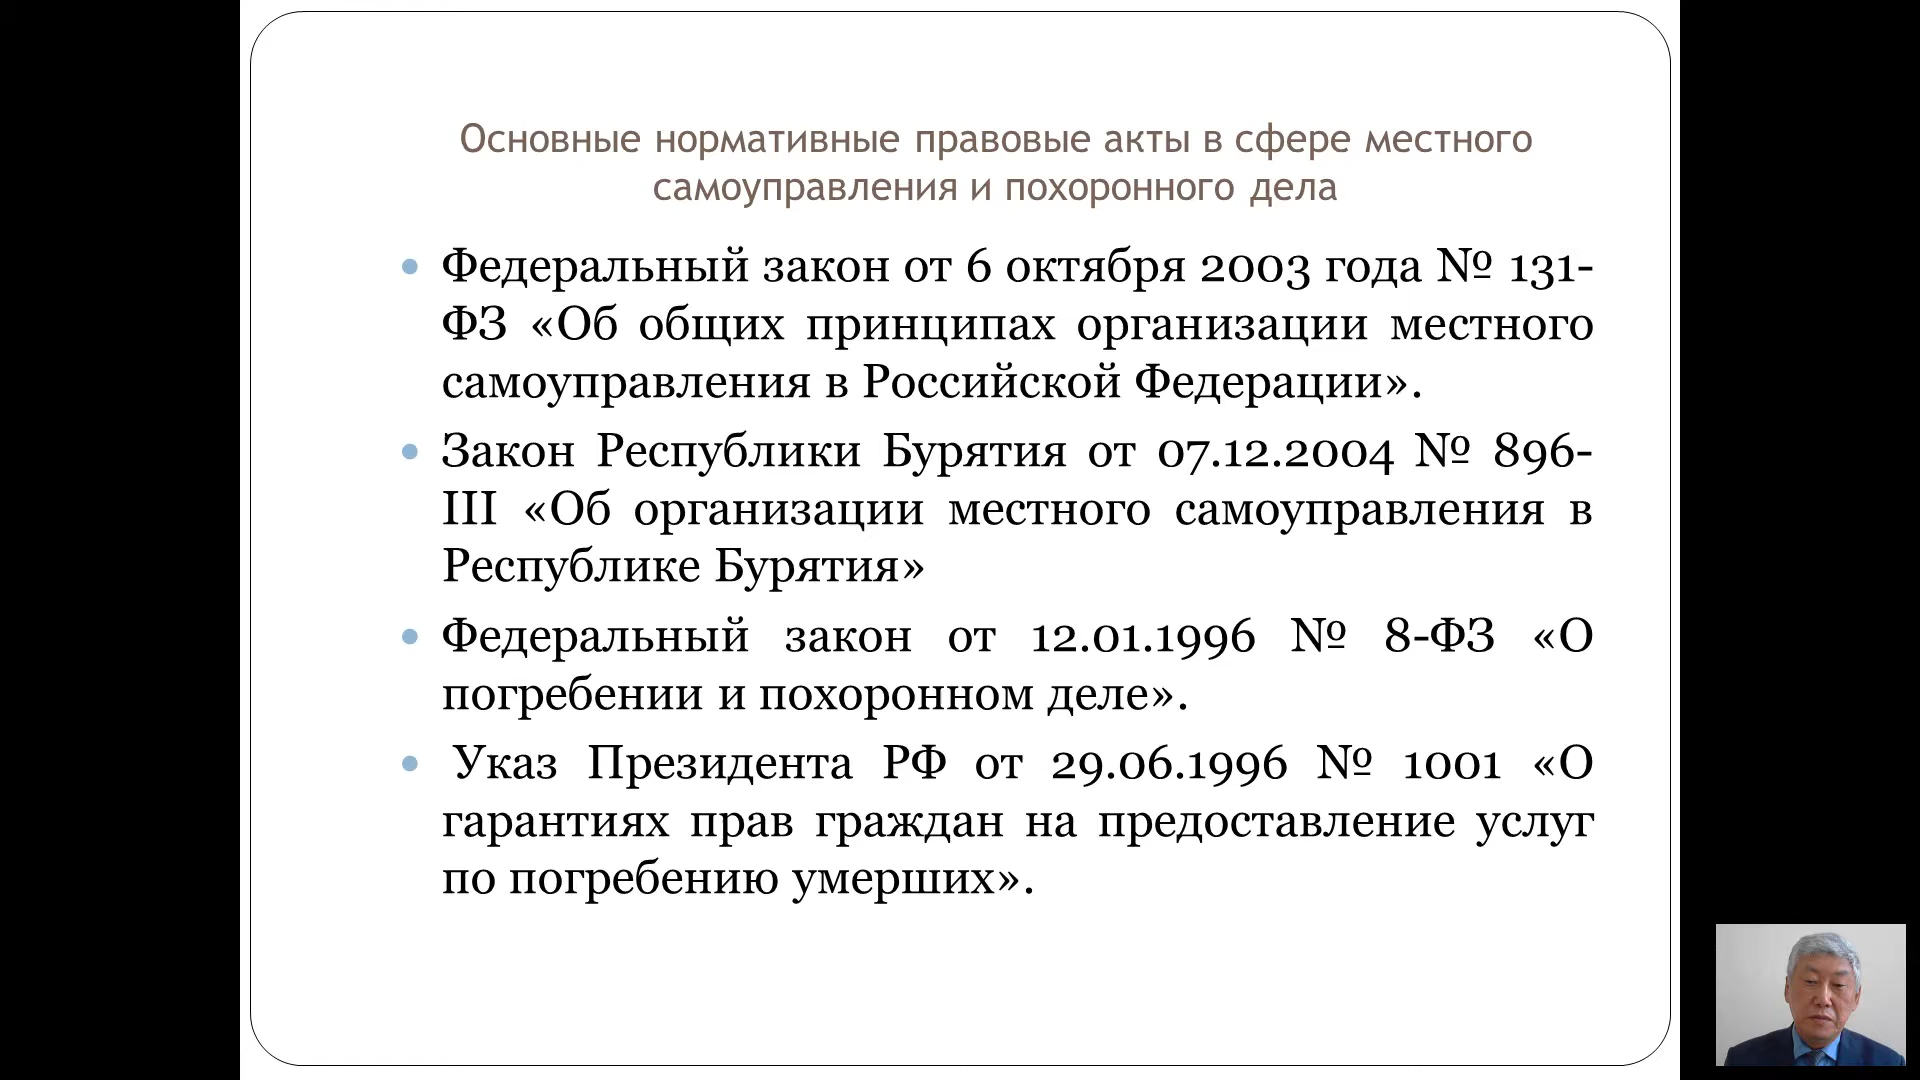 Основные нормативные правовые акты в сфере местного
самоуправления и похоронного дела
• Федеральный закон от 6 октября 2003 года № 131-
ФЗ «Об общих принципах организации местного
самоуправления в Российской Федерации».
• Закон Республики Бурятия от 07.12.2004 № 896-
III «Об организации местного самоуправления в
Республике Бурятия»
• Федеральный закон от 12.01.1996 № 8-ФЗ «О
погребении и похоронном деле».
• Указ Президента РФ от 29.06.1996 № 1001 «О
гарантиях прав граждан на предоставление услуг
по погребению умерших».